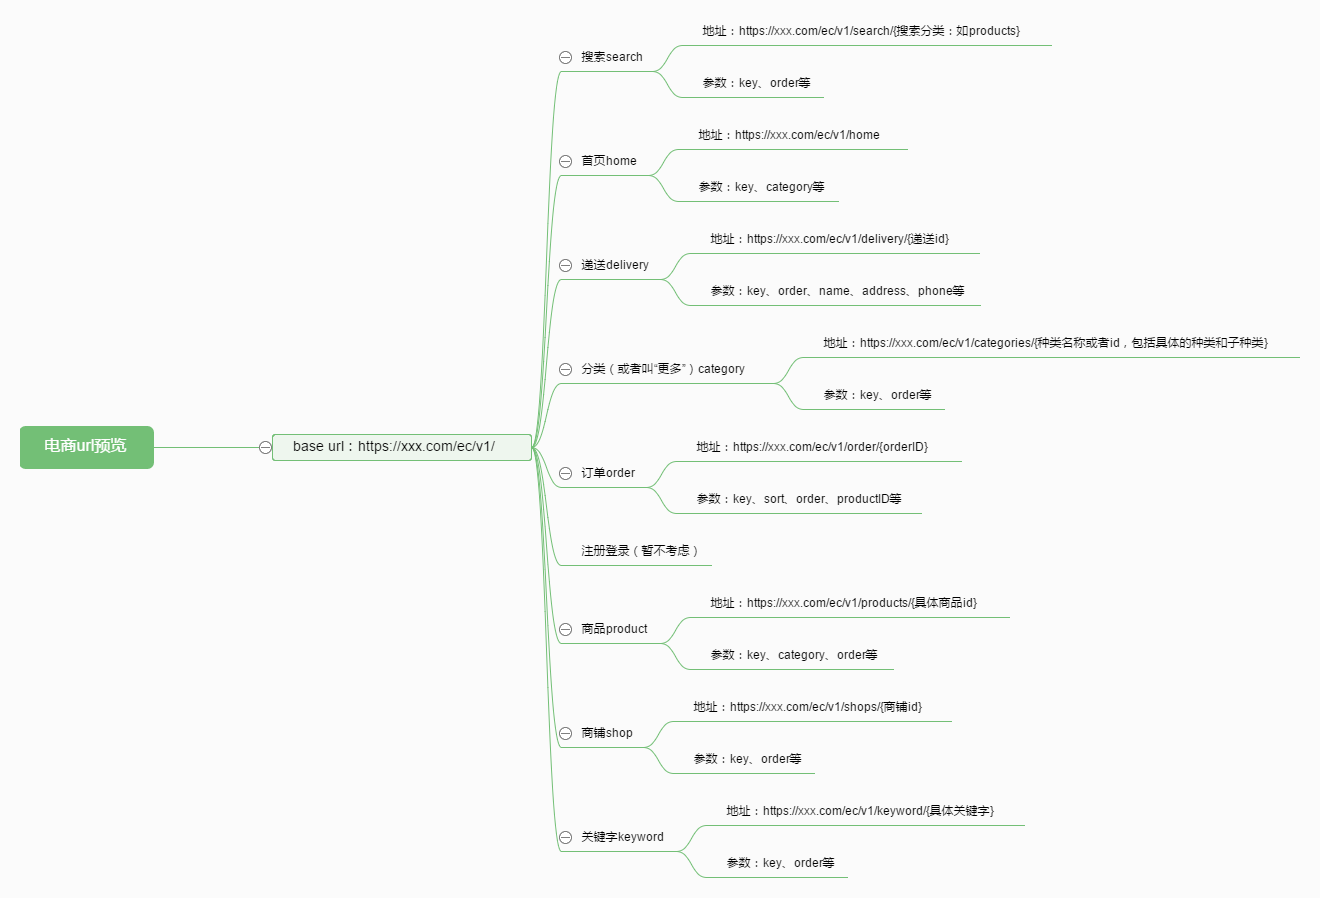 电商url预览
base url：https://xxx.com/ec/v1/
搜索search
地址：https://xxx.com/ec/v1/search/{搜索分类：如products}
参数：key、order等
首页home
地址：https://xxx.com/ec/v1/home
参数：key、category等
递送delivery
地址：https://xxx.com/ec/v1/delivery/{递送id}
参数：key、order、name、address、phone等
分类（或者叫“更多”）category
地址：https://xxx.com/ec/v1/categories/{种类名称或者id，包括具体的种类和子种类}
参数：key、order等
订单order
地址：https://xxx.com/ec/v1/order/{orderID}
参数：key、sort、order、productID等
注册登录（暂不考虑）
商品product
地址：https://xxx.com/ec/v1/products/{具体商品id}
参数：key、category、order等
商铺shop
地址：https://xxx.com/ec/v1/shops/{商铺id}
参数：key、order等
关键字keyword
地址：https://xxx.com/ec/v1/keyword/{具体关键字}
参数：key、order等